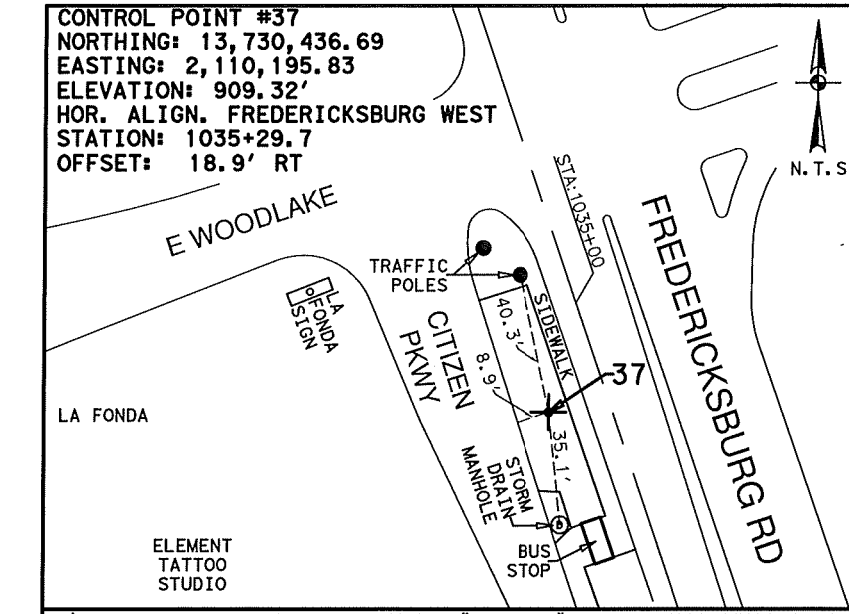 CONTROL POINT #37
NORTHING: 13,730,436.69
EASTING: 2,110,195.83
ELEVATION: 909.32'
HOR. ALIGN. FREDERICKSBURG WEST
STATION: 1035+29.7
OFFSET: 18.9' RT
N.T.S
E WOODLAKE
STA:1035+00
FREDERICKSBURG RD
TRAFFIC
POLES
LA
FONDA
SIGN
CITIZEN
PKWY
SIDEWALK
40.3'
8.9'
37
35.1'
LA FONDA
STORM
DRAIN
MANHOLE
D
BUS
STOP
ELEMENT
TATTOO
STUDIO